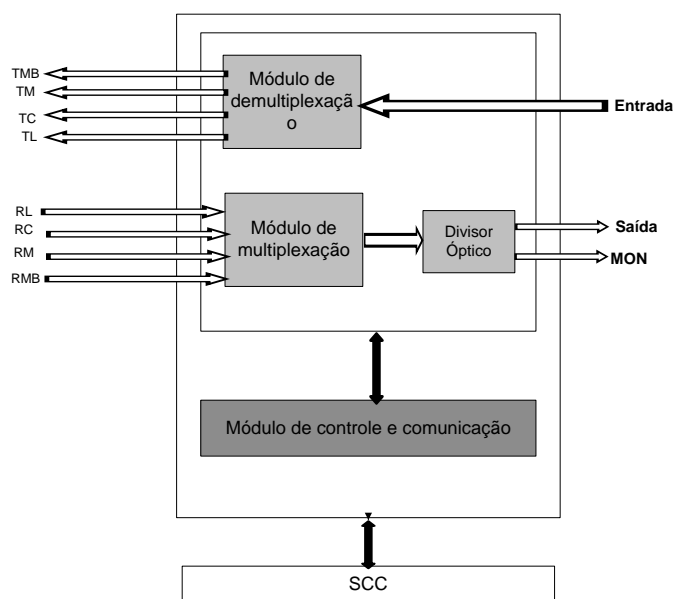 TMB
TM
TC
TL
Módulo de
demultiplexaçã
o
Entrada
RL
RC
RM
RMB
Módulo de
multiplexação
Divisor
Óptico
Saída
MON
Módulo de controle e comunicação
SCC